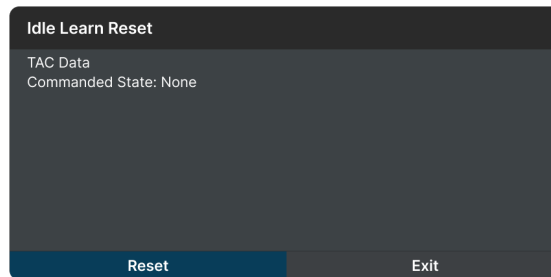 Idle Learn Reset
TAC Data
Commanded State: None
Reset
Exit